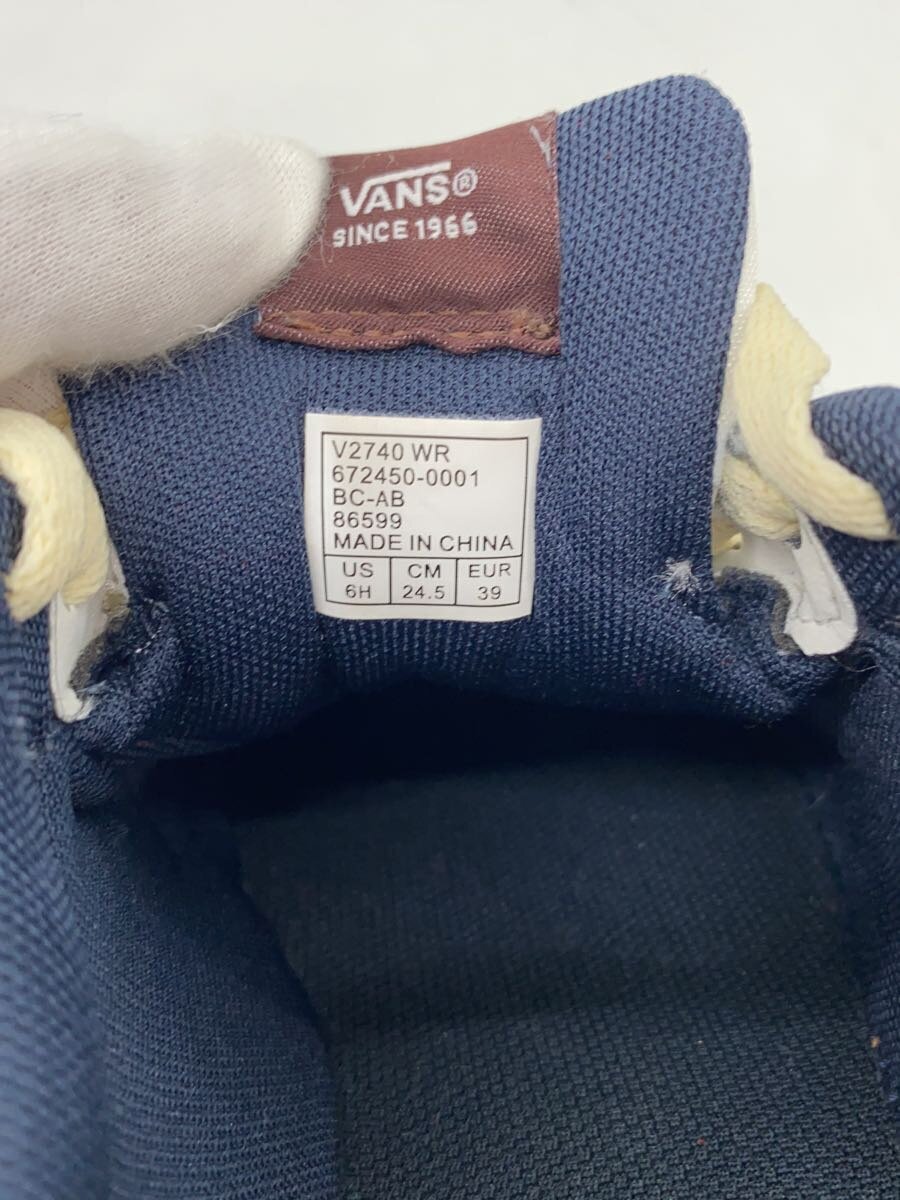 VANS®
SINCE 1966
V2740 WR
672450-0001
BC-AB
86599
MADE IN CHINA
US CM EUR
6H 24.5 39